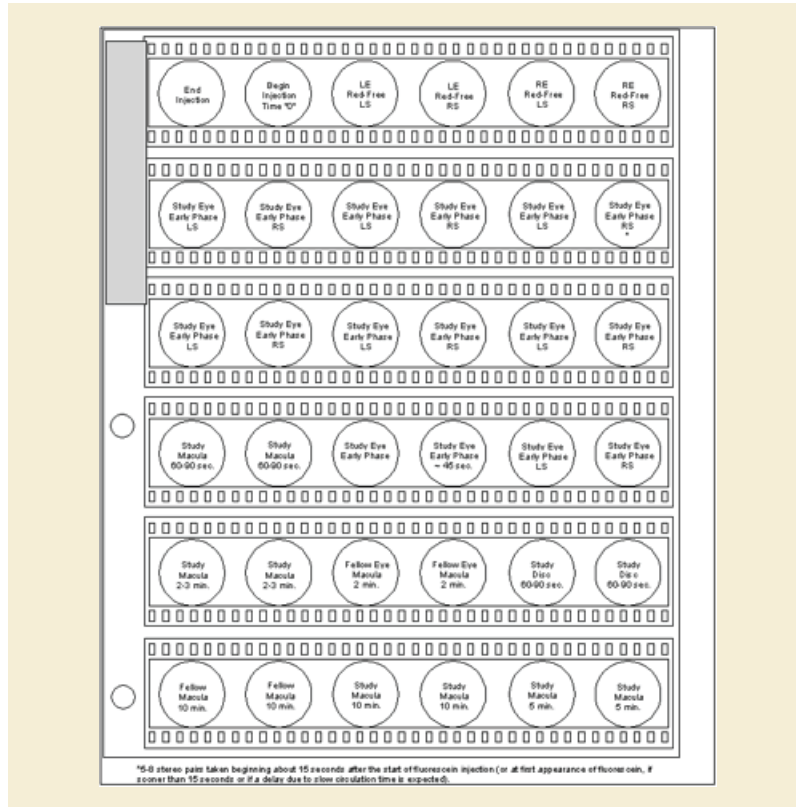 End
Injection
Begin
Injection
Time "0"
LE
Red-Free
LS
LE
Red-Free
RS
RE
Red-Free
LS
RE
Red-Free
RS
Study Eye
Early Phase
LS
Study Eye
Early Phase
RS
Study Eye
Early Phase
LS
Study Eye
Early Phase
RS
Study Eye
Early Phase
LS
Study Eye
Early Phase
RS
*
Study Eye
Early Phase
LS
Study Eye
Early Phase
RS
Study Eye
Early Phase
LS
Study Eye
Early Phase
RS
Study Eye
Early Phase
LS
Study Eye
Early Phase
RS
Study
Macula
60-90 sec.
Study
Macula
60-90 sec.
Study Eye
Early Phase
Study Eye
Early Phase
~ 45 sec.
Study Eye
Early Phase
LS
Study Eye
Early Phase
RS
Study
Macula
2-3 min.
Study
Macula
2-3 min.
Fellow Eye
Macula
2 min.
Fellow Eye
Macula
2 min.
Study
Disc
60-90 sec.
Study
Disc
60-90 sec.
Fellow
Macula
10 min.
Fellow
Macula
10 min.
Study
Macula
10 min.
Study
Macula
10 min.
Study
Macula
5 min.
Study
Macula
5 min.
*5-8 stereo pairs taken beginning about 15 seconds after the start of fluorescein injection (or at first appearance of fluorescein, if
sooner than 15 seconds or if a delay due to slow circulation time is expected).